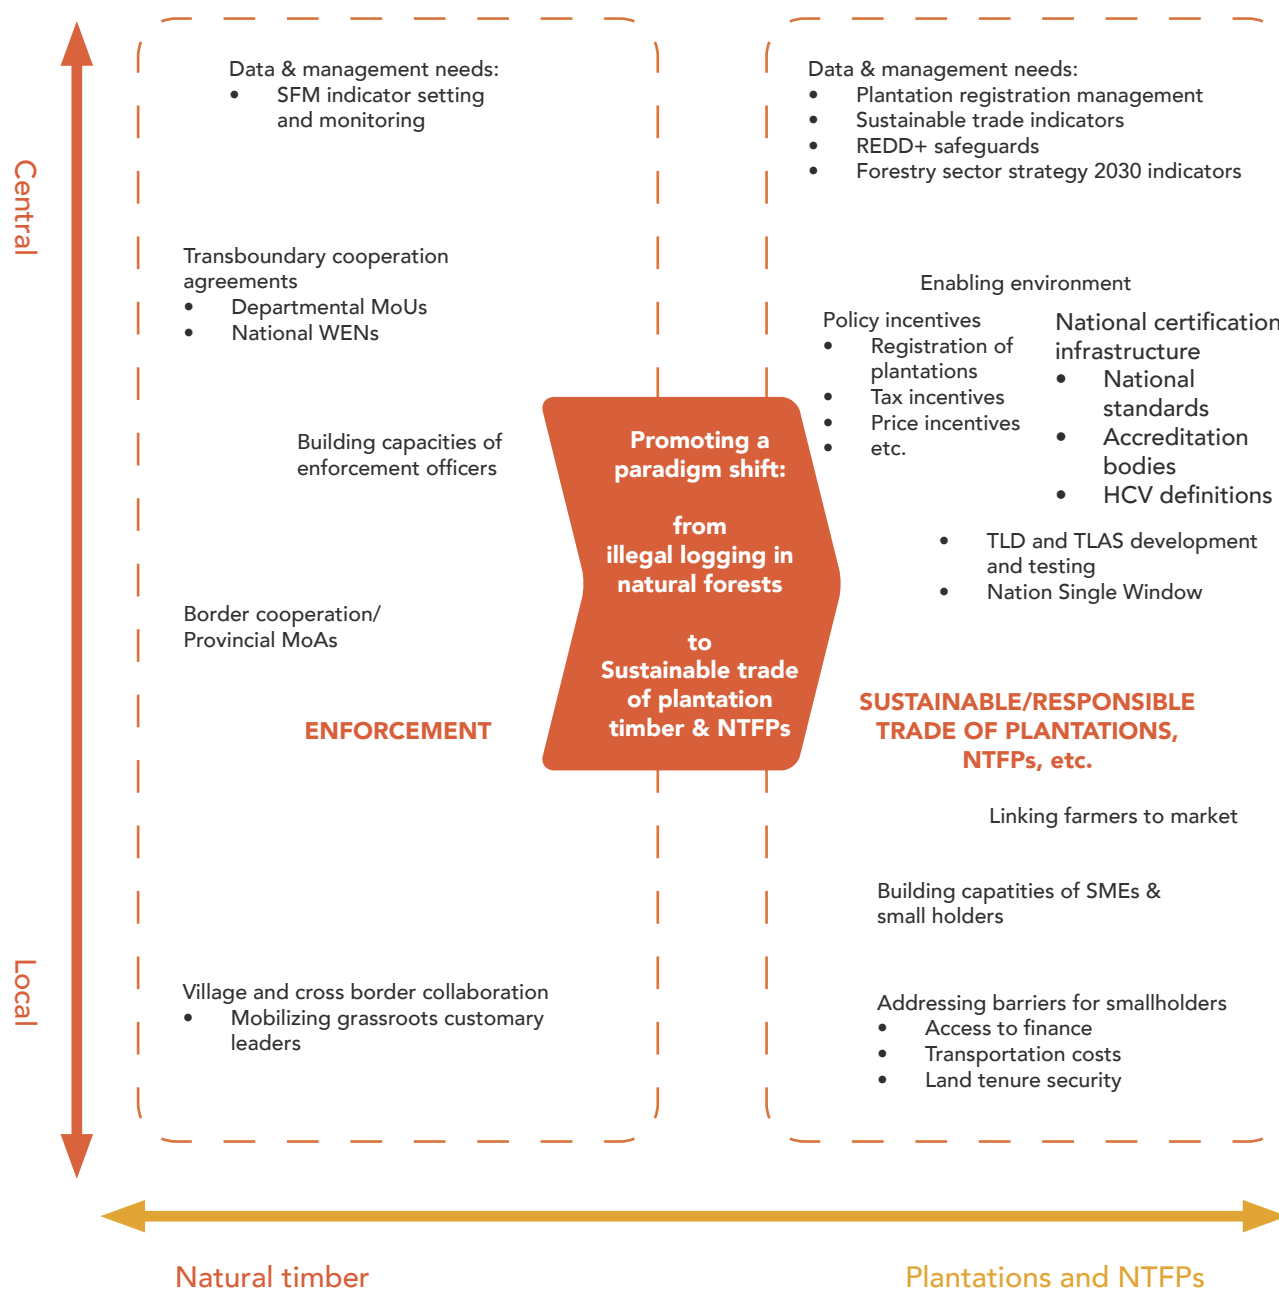 Central
Local
Data & management needs:
• SFM indicator setting
and monitoring
Transboundary cooperation
agreements
• Departmental MoUs
• National WENs
Building capacities of
enforcement officers
Border cooperation/
Provincial MoAs
ENFORCEMENT
Village and cross border collaboration
• Mobilizing grassroots customary
leaders
Promoting a
paradigm shift:
from
illegal logging in
natural forests
to
Sustainable trade
of plantation
timber & NTFPs
Data & management needs:
• Plantation registration management
• Sustainable trade indicators
• REDD+ safeguards
• Forestry sector strategy 2030 indicators
Enabling environment
Policy incentives
• Registration of
plantations
• Tax incentives
• Price incentives
• etc.
National certification
infrastructure
• National
standards
• Accreditation
bodies
• HCV definitions
• TLD and TLAS development
and testing
• Nation Single Window
SUSTAINABLE/RESPONSIBLE
TRADE OF PLANTATIONS,
NTFPs, etc.
Linking farmers to market
Building capatities of SMEs &
small holders
Addressing barriers for smallholders
• Access to finance
• Transportation costs
• Land tenure security
Natural timber
Plantations and NTFPs